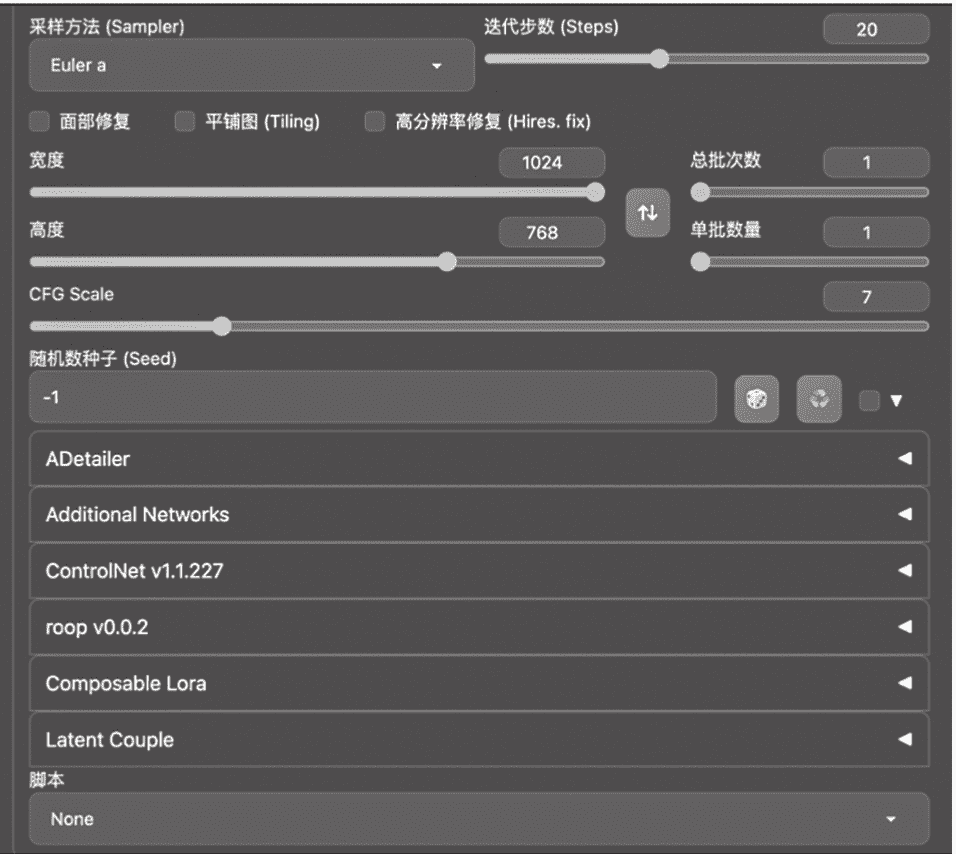 采样方法 (Sampler) 迭代步数 (Steps) 20
Euler a
面部修复 平铺图 (Tiling) 高分辨率修复 (Hires. fix)
宽度 1024 总批次数 1
高度 768 单批数量 1
CFG Scale 7
随机数种子 (Seed)
-1
ADetailer
Additional Networks
ControlNet v1.1.227
roop v0.0.2
Composable Lora
Latent Couple
脚本
None